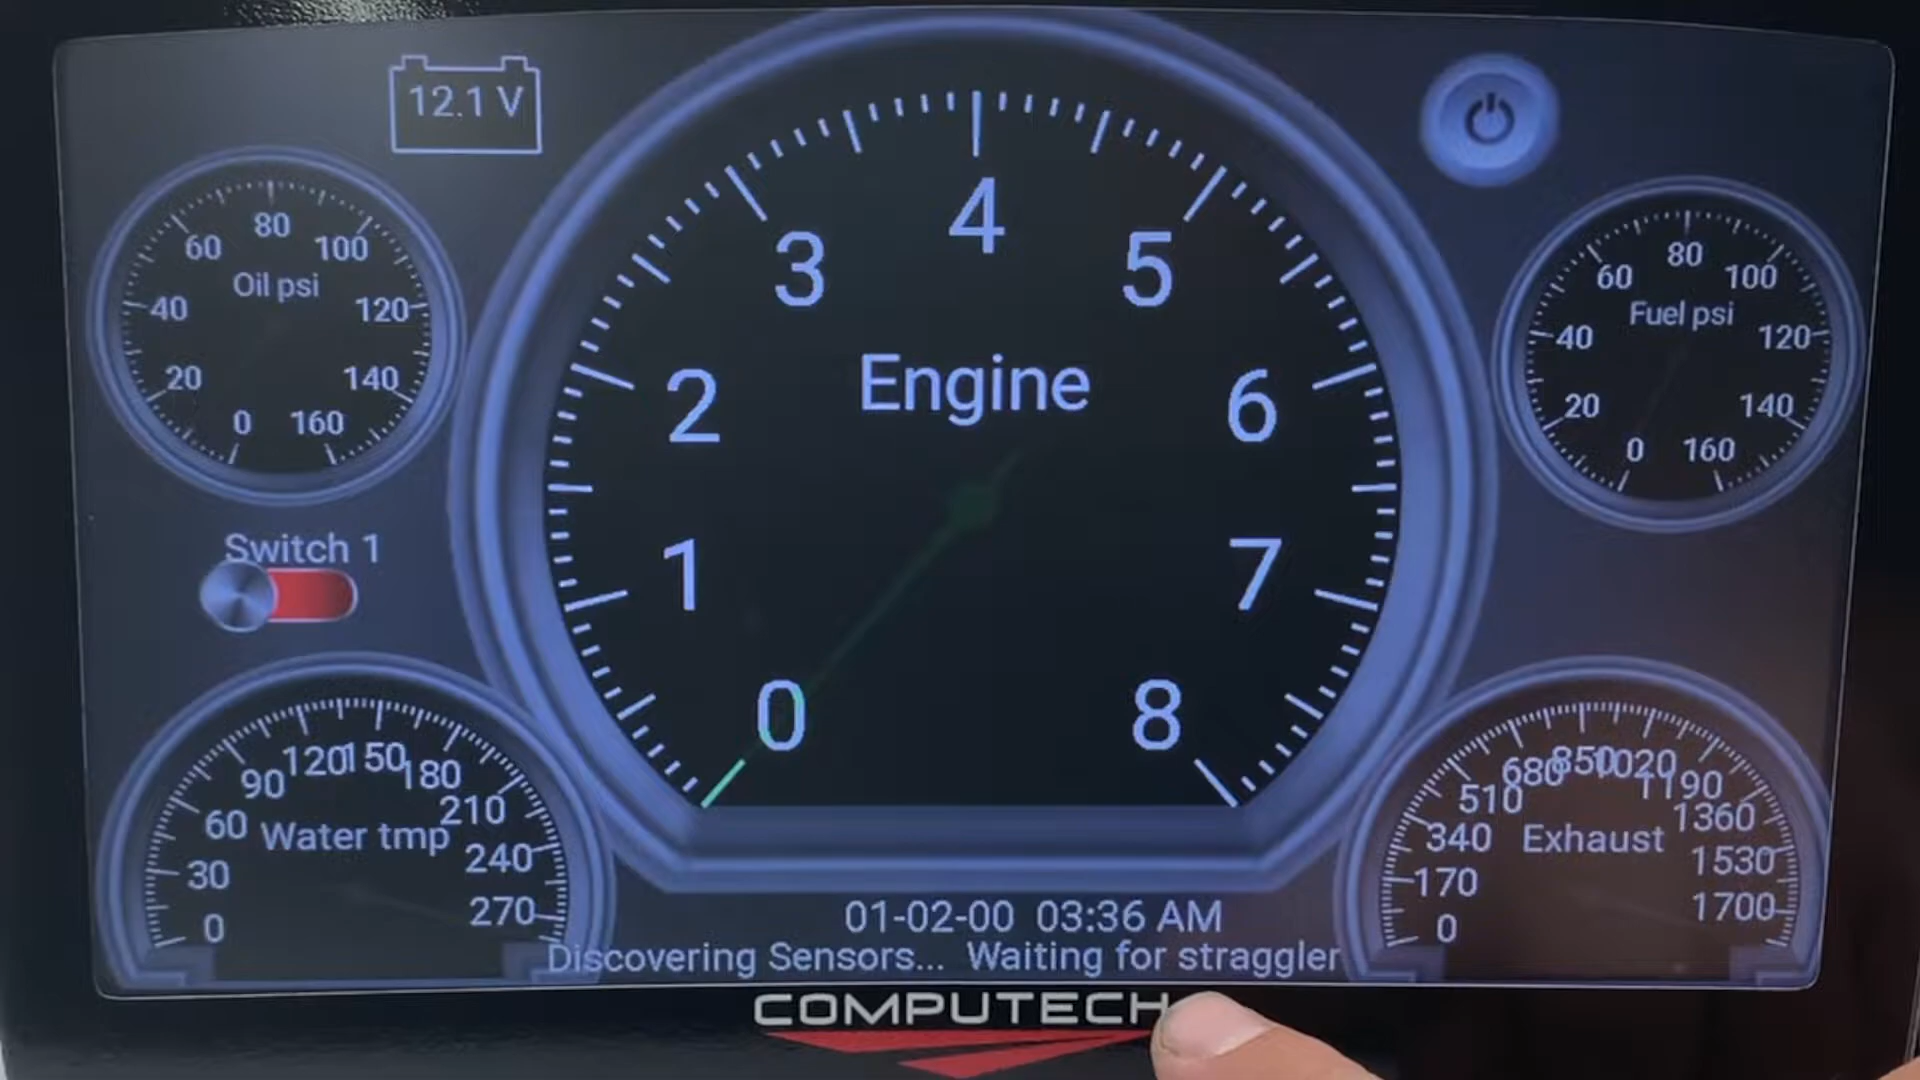 12.1 V
80
60 100
Oil psi
40 120
20 140
0 160
4
3 5
Engine
2 6
1 7
0 8
80
60 100
Fuel psi
40 120
20 140
0 160
Switch 1
120 150
90 180
60 210
Water tmp
30 240
0 270
680 850 1020
510 1190
340 1360
Exhaust
170 1530
0 1700
01-02-00 03:36 AM
Discovering Sensors... Waiting for straggler
COMPUTECH